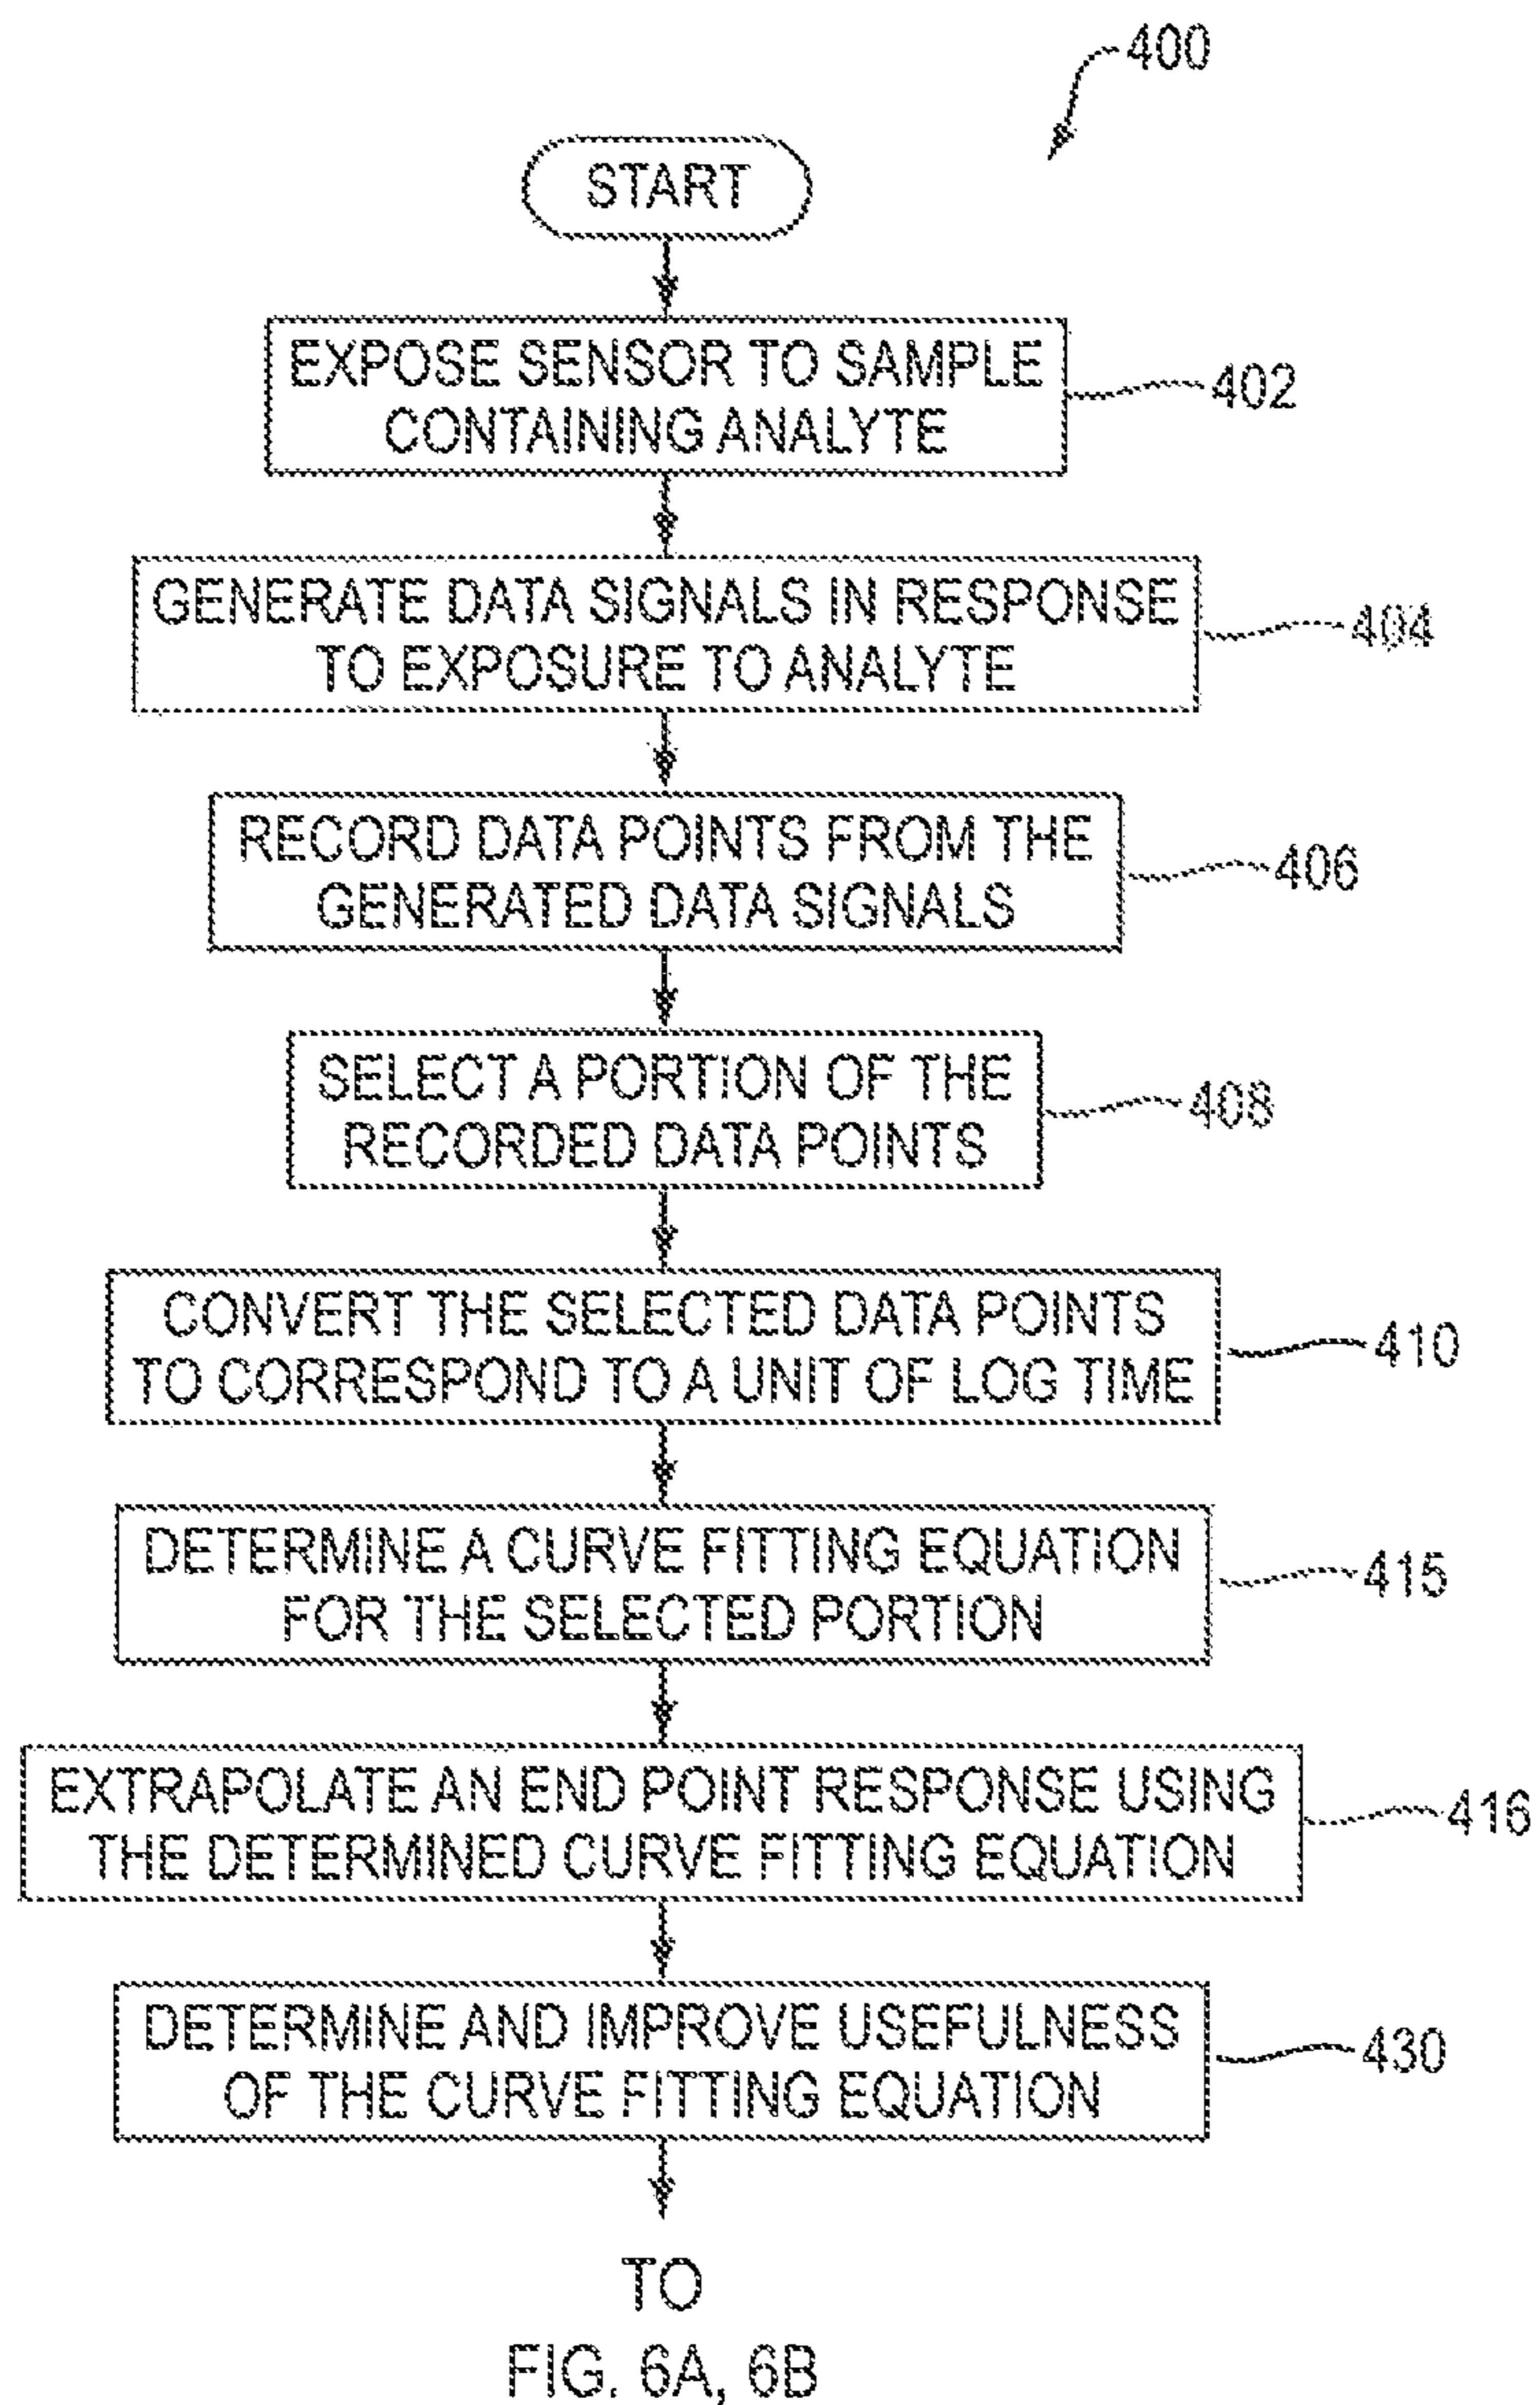 400
START
EXPOSE SENSOR TO SAMPLE
CONTAINING ANALYTE
402
GENERATE DATA SIGNALS IN RESPONSE
TO EXPOSURE TO ANALYTE
404
RECORD DATA POINTS FROM THE
GENERATED DATA SIGNALS
406
SELECT A PORTION OF THE
RECORDED DATA POINTS
408
CONVERT THE SELECTED DATA POINTS
TO CORRESPOND TO A UNIT OF LOG TIME
410
DETERMINE A CURVE FITTING EQUATION
FOR THE SELECTED PORTION
415
EXTRAPOLATE AN END POINT RESPONSE USING
THE DETERMINED CURVE FITTING EQUATION
416
DETERMINE AND IMPROVE USEFULNESS
OF THE CURVE FITTING EQUATION
430
TO
FIG. 6A, 6B